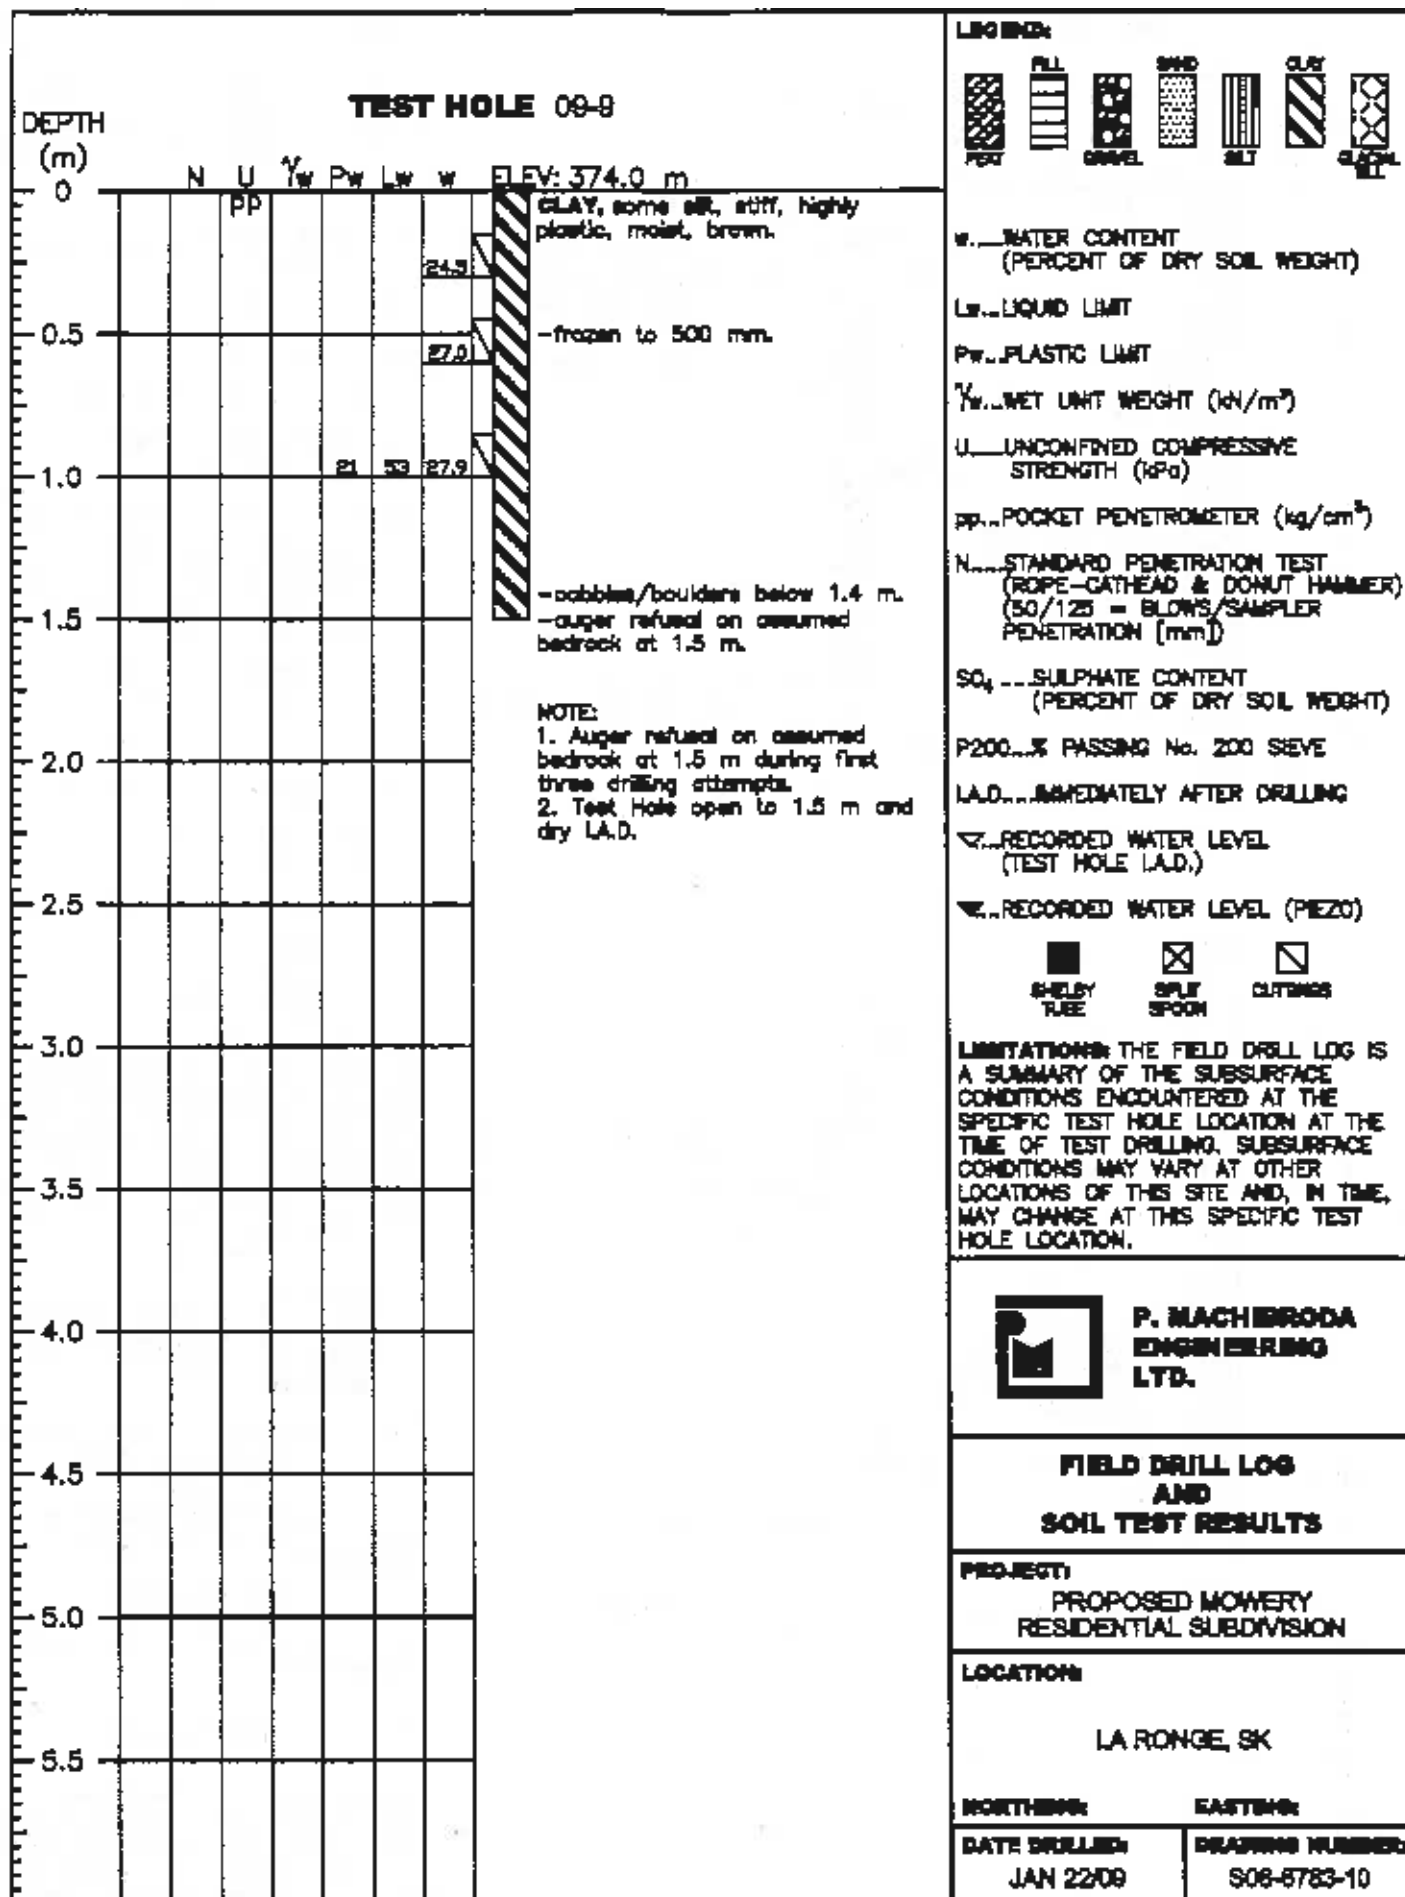 TEST HOLE 09-9
DEPTH
(m)
N U γw Pw Lw w ELEV: 374.0 m
PP
0
CLAY, some silt, stiff, highly
plastic, moist, brown.
24.5
0.5
-frozen to 500 mm.
27.0
1.0
21 53 27.9
-cobbles/boulders below 1.4 m.
1.5
-auger refusal on assumed
bedrock at 1.5 m.
NOTE:
1. Auger refusal on assumed
bedrock at 1.5 m during first
three drilling attempts.
2. Test Hole open to 1.5 m and
dry I.A.D.
2.0
2.5
3.0
3.5
4.0
4.5
5.0
5.5
LEGEND:
PEAT
FILL
GRAVEL
SAND
SILT
CLAY
GLACIAL
TILL
w....WATER CONTENT
(PERCENT OF DRY SOIL WEIGHT)
Lw...LIQUID LIMIT
Pw...PLASTIC LIMIT
γw...WET UNIT WEIGHT (kN/m³)
U....UNCONFINED COMPRESSIVE
STRENGTH (kPa)
pp...POCKET PENETROMETER (kg/cm²)
N....STANDARD PENETRATION TEST
(ROPE-CATHEAD & DONUT HAMMER)
(50/125 = BLOWS/SAMPLER
PENETRATION [mm])
SO₄ ...SULPHATE CONTENT
(PERCENT OF DRY SOIL WEIGHT)
P200...% PASSING No. 200 SIEVE
I.A.D....IMMEDIATELY AFTER DRILLING
...RECORDED WATER LEVEL
(TEST HOLE I.A.D.)
...RECORDED WATER LEVEL (PIEZO)
SHELBY
TUBE
SPLIT
SPOON
CUTTINGS
LIMITATIONS: THE FIELD DRILL LOG IS
A SUMMARY OF THE SUBSURFACE
CONDITIONS ENCOUNTERED AT THE
SPECIFIC TEST HOLE LOCATION AT THE
TIME OF TEST DRILLING. SUBSURFACE
CONDITIONS MAY VARY AT OTHER
LOCATIONS OF THIS SITE AND, IN TIME,
MAY CHANGE AT THIS SPECIFIC TEST
HOLE LOCATION.
P. MACHIBRODA
ENGINEERING
LTD.
FIELD DRILL LOG
AND
SOIL TEST RESULTS
PROJECT:
PROPOSED MOWERY
RESIDENTIAL SUBDIVISION
LOCATION:
LA RONGE, SK
NORTHING: EASTING:
DATE DRILLED: DRAWING NUMBER:
JAN 22/09 S08-6783-10